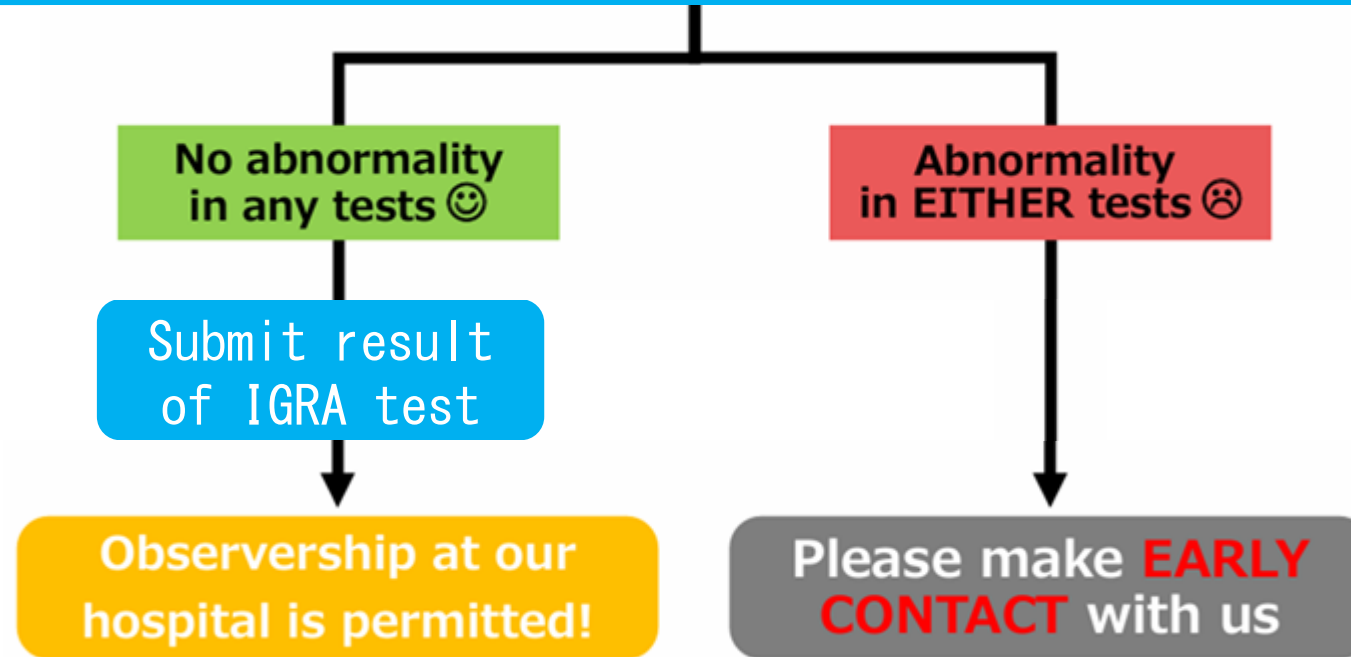 No abnormality
in any tests ☺
Abnormality
in EITHER tests ☹
Submit result
of IGRA test
Observership at our
hospital is permitted!
Please make EARLY
CONTACT with us